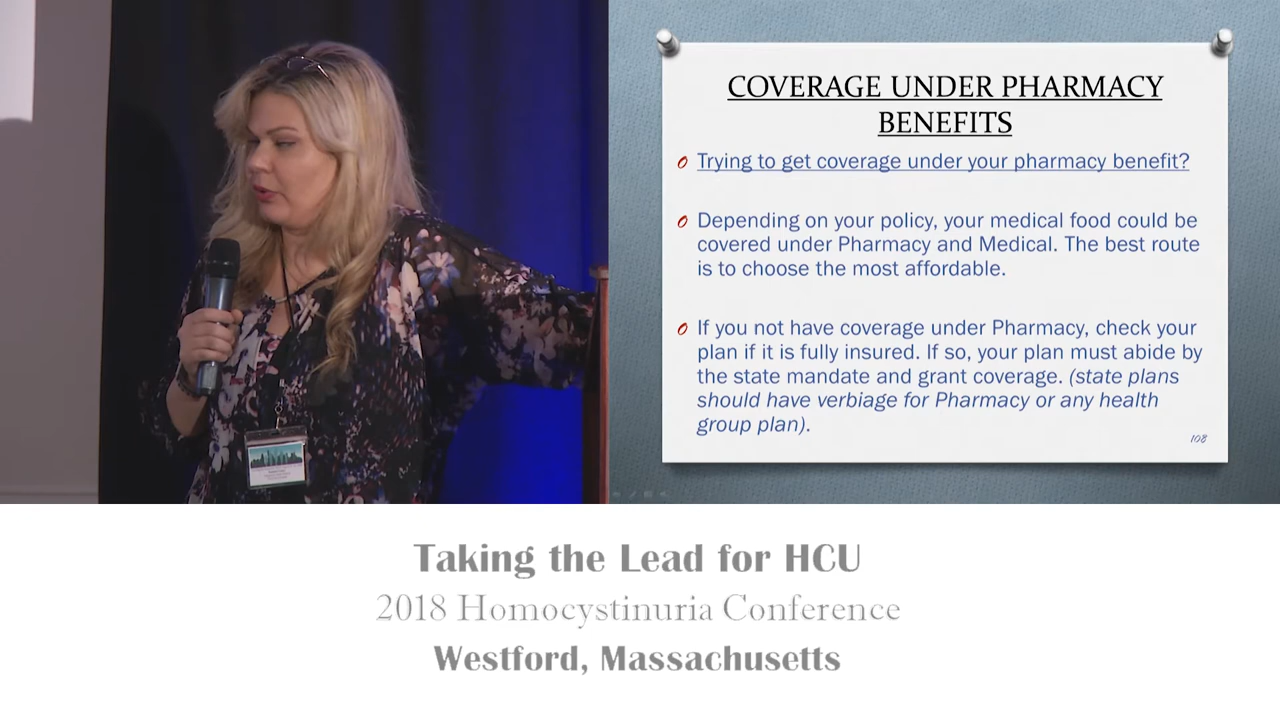 COVERAGE UNDER PHARMACY
BENEFITS
Trying to get coverage under your pharmacy benefit?
Depending on your policy, your medical food could be
covered under Pharmacy and Medical. The best route
is to choose the most affordable.
If you not have coverage under Pharmacy, check your
plan if it is fully insured. If so, your plan must abide by
the state mandate and grant coverage. (state plans
should have verbiage for Pharmacy or any health
group plan).
108
Taking the Lead for HCU
2018 Homocystinuria Conference
Westford, Massachusetts